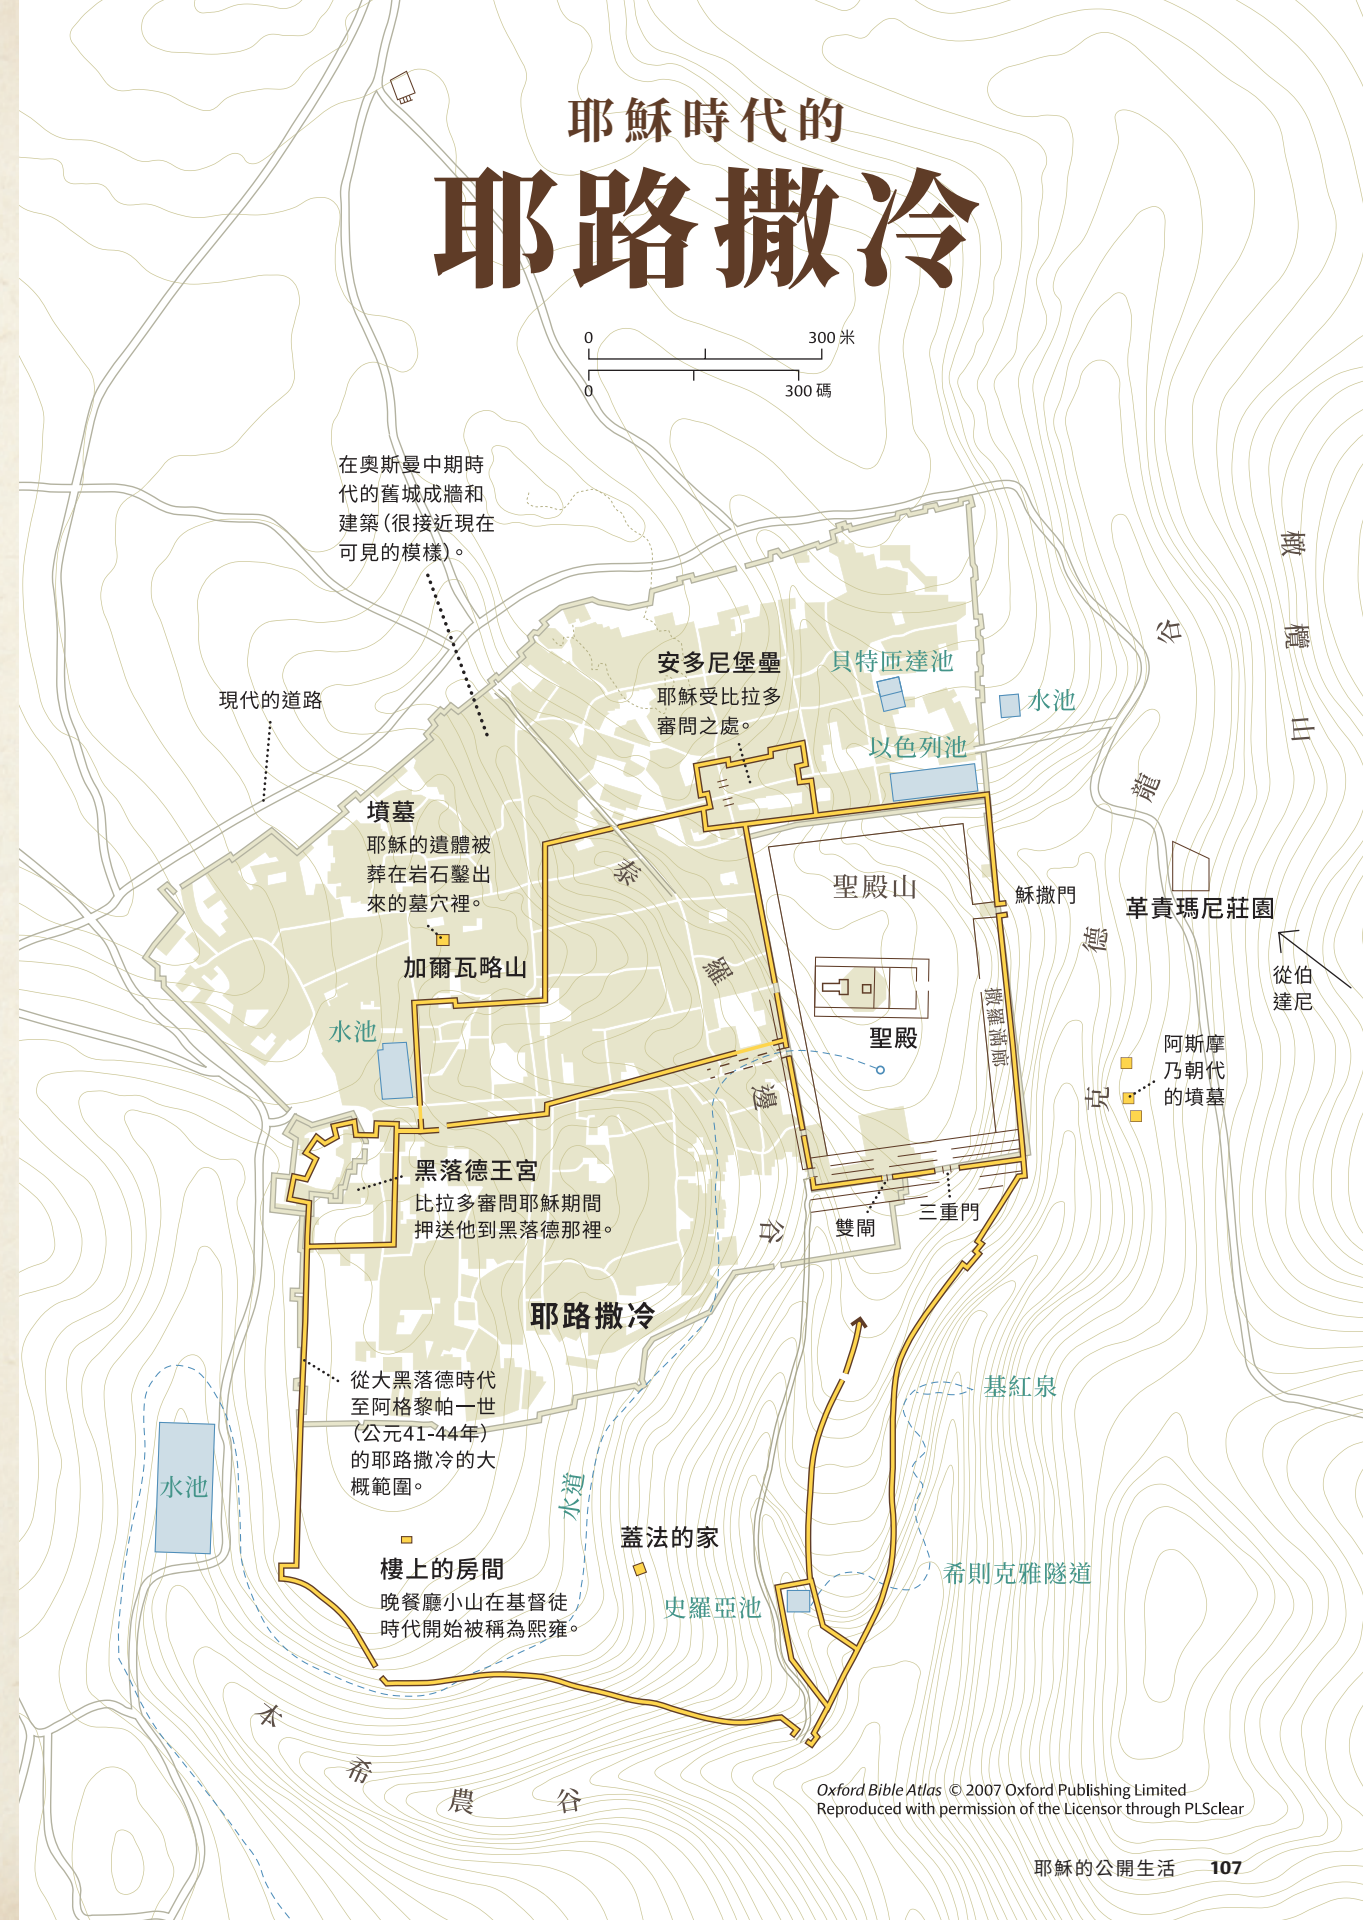 耶穌時代的
耶路撒冷
0 300 米
0 300 碼
在奧斯曼中期時
代的舊城成牆和
建築(很接近現在
可見的模樣)。
現代的道路
安多尼堡壘
耶穌受比拉多
審問之處。
貝特匝達池
水池
以色列池
橄欖山
墳墓
耶穌的遺體被
葬在岩石鑿出
來的墓穴裡。
加爾瓦略山
聖殿山
穌撒門
革責瑪尼莊園
從伯
達尼
水池
聖殿
撒羅滿廊
阿斯摩
乃朝代
的墳墓
克德龍谷
泰羅邊谷
黑落德王宮
比拉多審問耶穌期間
押送他到黑落德那裡。
雙閘
三重門
耶路撒冷
從大黑落德時代
至阿格黎帕一世
(公元41-44年)
的耶路撒冷的大
概範圍。
基紅泉
水池
水道
蓋法的家
樓上的房間
晚餐廳小山在基督徒
時代開始被稱為熙雍。
史羅亞池
希則克雅隧道
本希農谷
Oxford Bible Atlas © 2007 Oxford Publishing Limited
Reproduced with permission of the Licensor through PLSclear
耶穌的公開生活 107